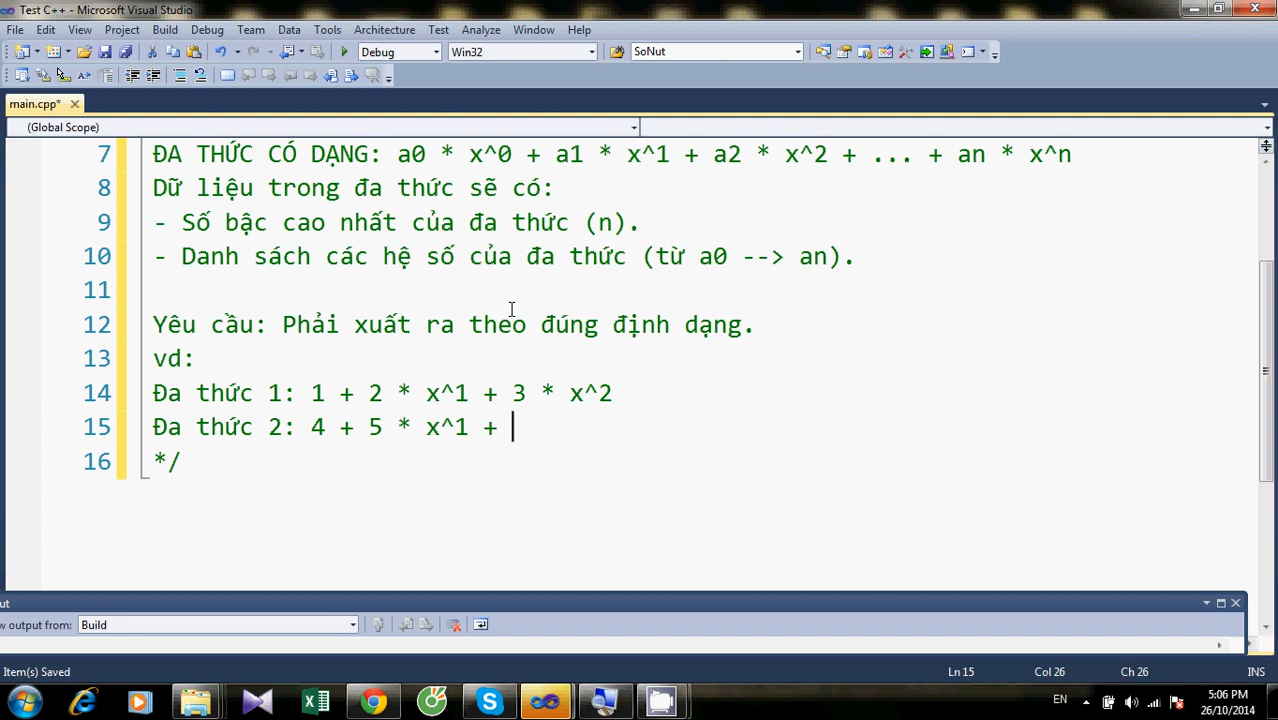 Test C++ - Microsoft Visual Studio
File Edit View Project Build Debug Team Data Tools Architecture Test Analyze Window Help
Debug Win32 SoNut
main.cpp*
(Global Scope)
7 ĐA THỨC CÓ DẠNG: a0 * x^0 + a1 * x^1 + a2 * x^2 + ... + an * x^n
8 Dữ liệu trong đa thức sẽ có:
9 - Số bậc cao nhất của đa thức (n).
10 - Danh sách các hệ số của đa thức (từ a0 --> an).
11
12 Yêu cầu: Phải xuất ra theo đúng định dạng.
13 vd:
14 Đa thức 1: 1 + 2 * x^1 + 3 * x^2
15 Đa thức 2: 4 + 5 * x^1 +
16 */
ut
w output from: Build
Item(s) Saved Ln 15 Col 26 Ch 26 INS
EN 5:06 PM
26/10/2014